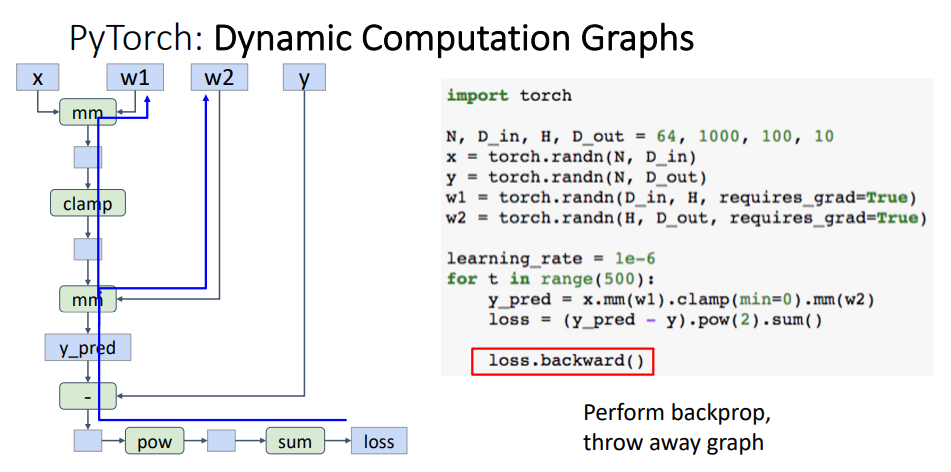 PyTorch: Dynamic Computation Graphs
x w1 w2 y
mm
clamp
mm
y_pred
-
pow sum loss
import torch
N, D_in, H, D_out = 64, 1000, 100, 10
x = torch.randn(N, D_in)
y = torch.randn(N, D_out)
w1 = torch.randn(D_in, H, requires_grad=True)
w2 = torch.randn(H, D_out, requires_grad=True)
learning_rate = 1e-6
for t in range(500):
    y_pred = x.mm(w1).clamp(min=0).mm(w2)
    loss = (y_pred - y).pow(2).sum()
    loss.backward()
Perform backprop,
throw away graph